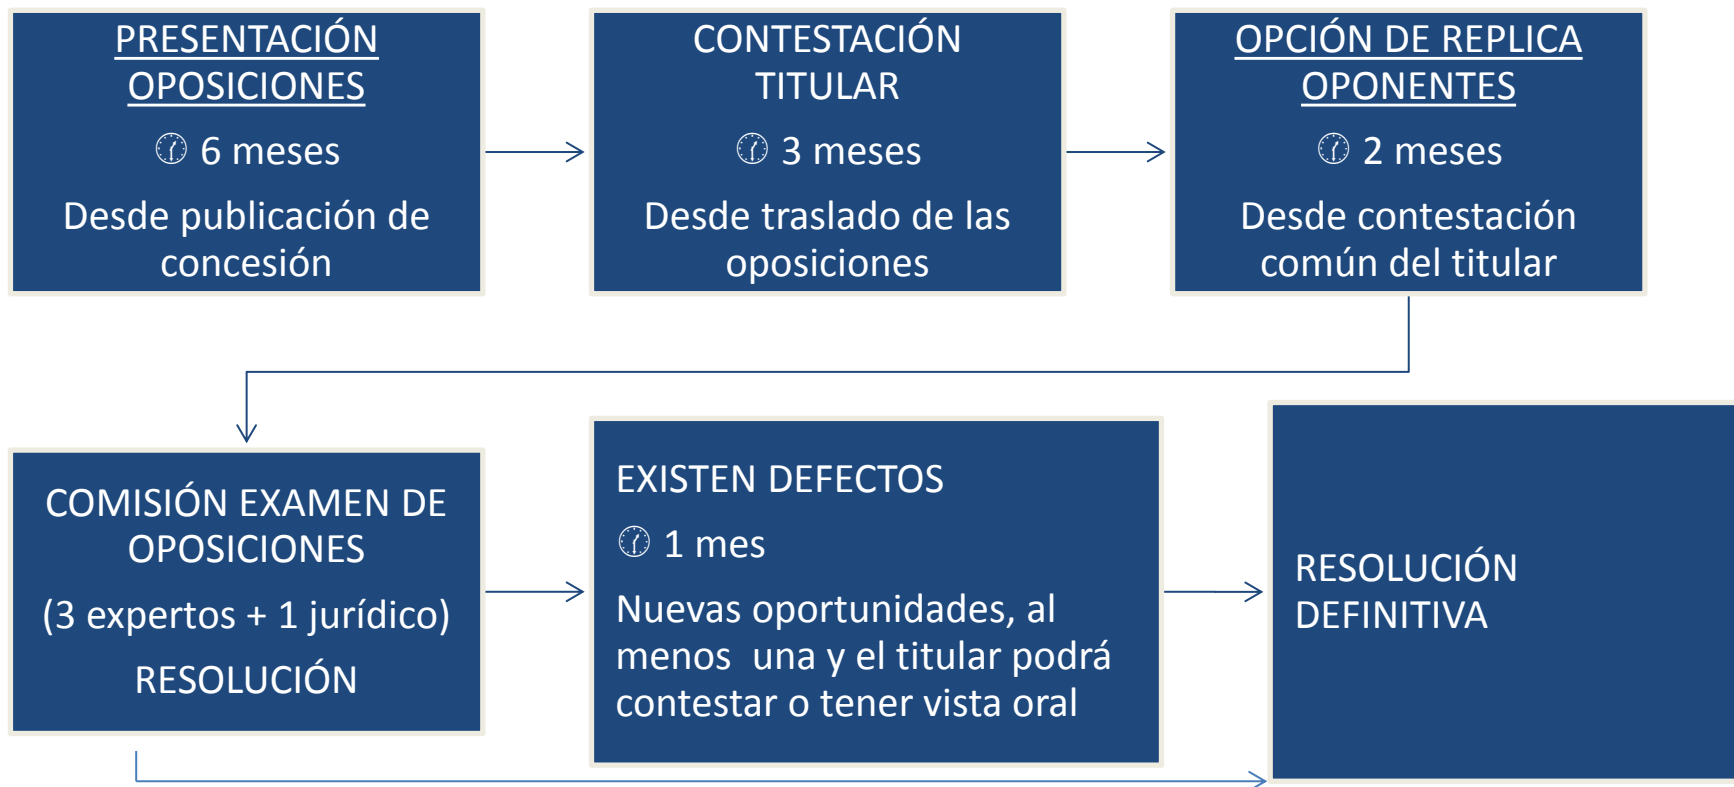 PRESENTACIÓN
OPOSICIONES
🕐 6 meses
Desde publicación de
concesión
CONTESTACIÓN
TITULAR
🕐 3 meses
Desde traslado de las
oposiciones
OPCIÓN DE REPLICA
OPONENTES
🕐 2 meses
Desde contestación
común del titular
COMISIÓN EXAMEN DE
OPOSICIONES
(3 expertos + 1 jurídico)
RESOLUCIÓN
EXISTEN DEFECTOS
🕐 1 mes
Nuevas oportunidades, al
menos una y el titular podrá
contestar o tener vista oral
RESOLUCIÓN
DEFINITIVA